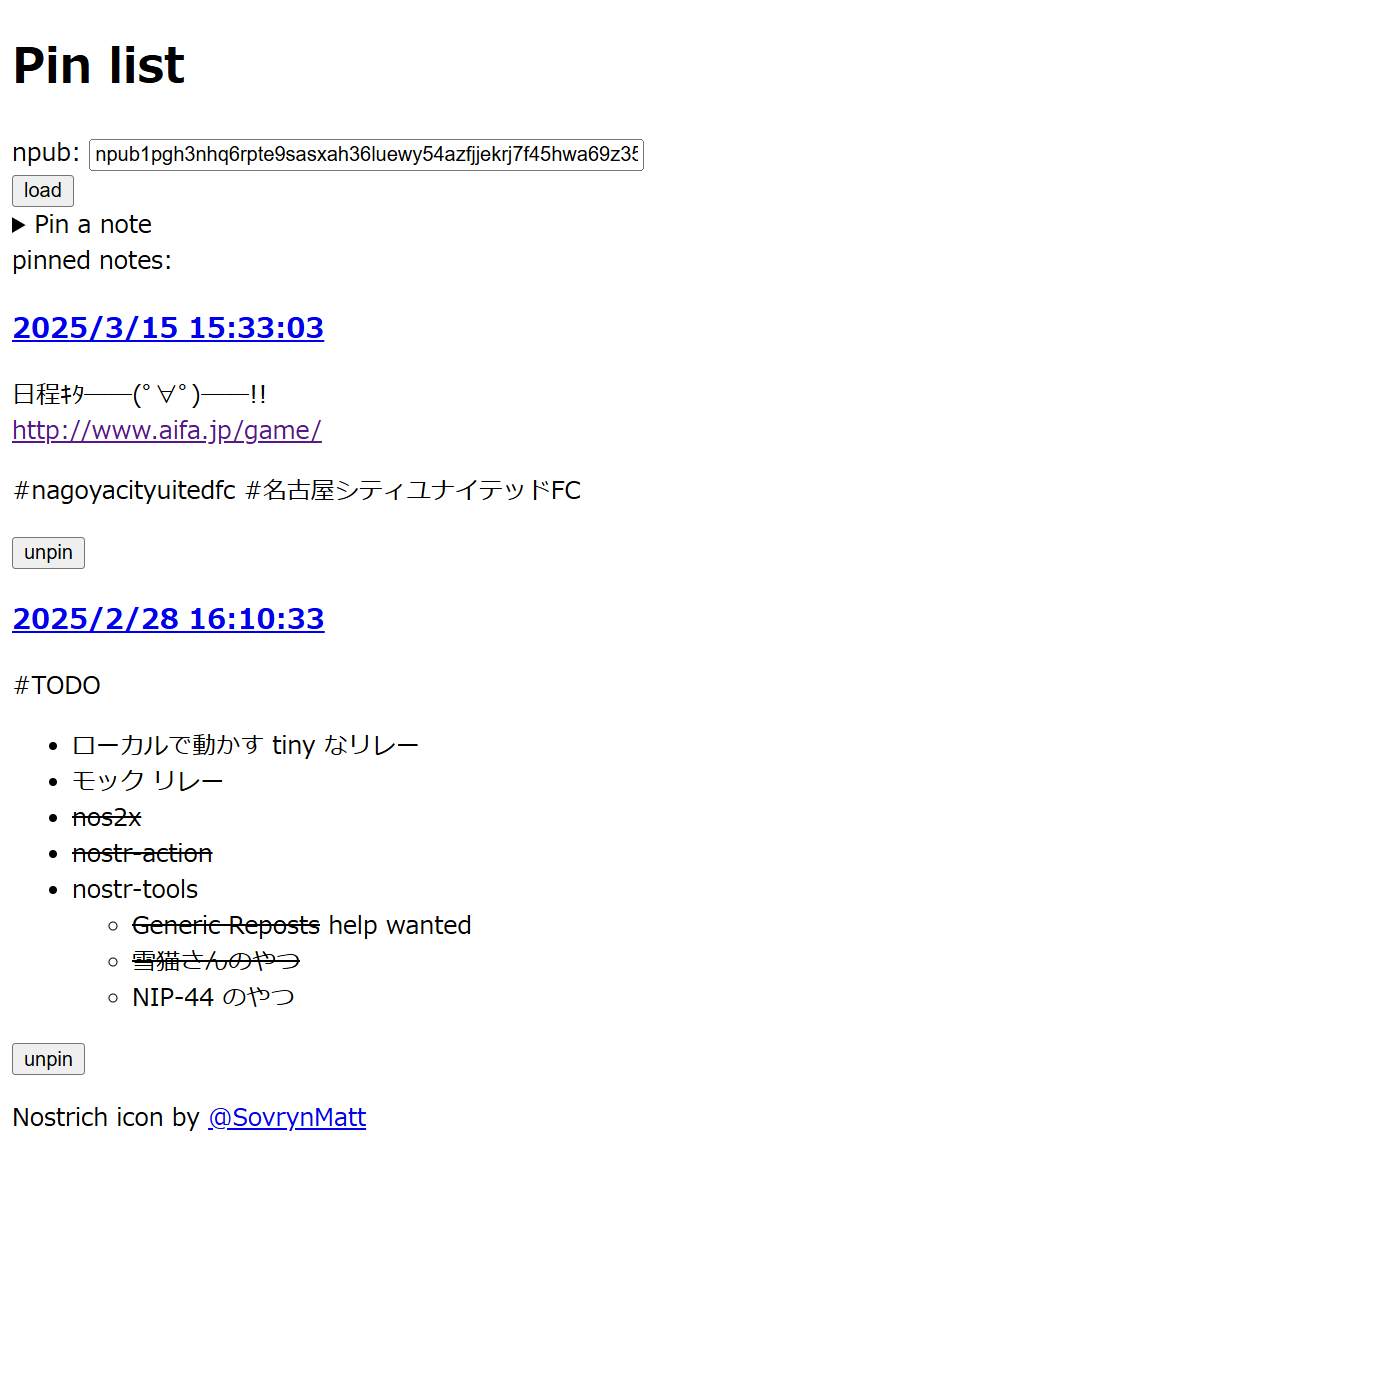 Pin list
npub: npub1pgh3nhq6rpte9sasxah36luewy54azfjjekrj7f45hwa69z35
load
Pin a note
pinned notes:
2025/3/15 15:33:03
日程ｷﾀ――(ﾟ∀ﾟ)――!!
http://www.aifa.jp/game/
#nagoyacityuitedfc #名古屋シティユナイテッドFC
unpin
2025/2/28 16:10:33
#TODO
ローカルで動かす tiny なリレー
モック リレー
nos2x
nostr-action
nostr-tools
Generic Reposts help wanted
雪猫さんのやつ
NIP-44 のやつ
unpin
Nostrich icon by @SovrynMatt